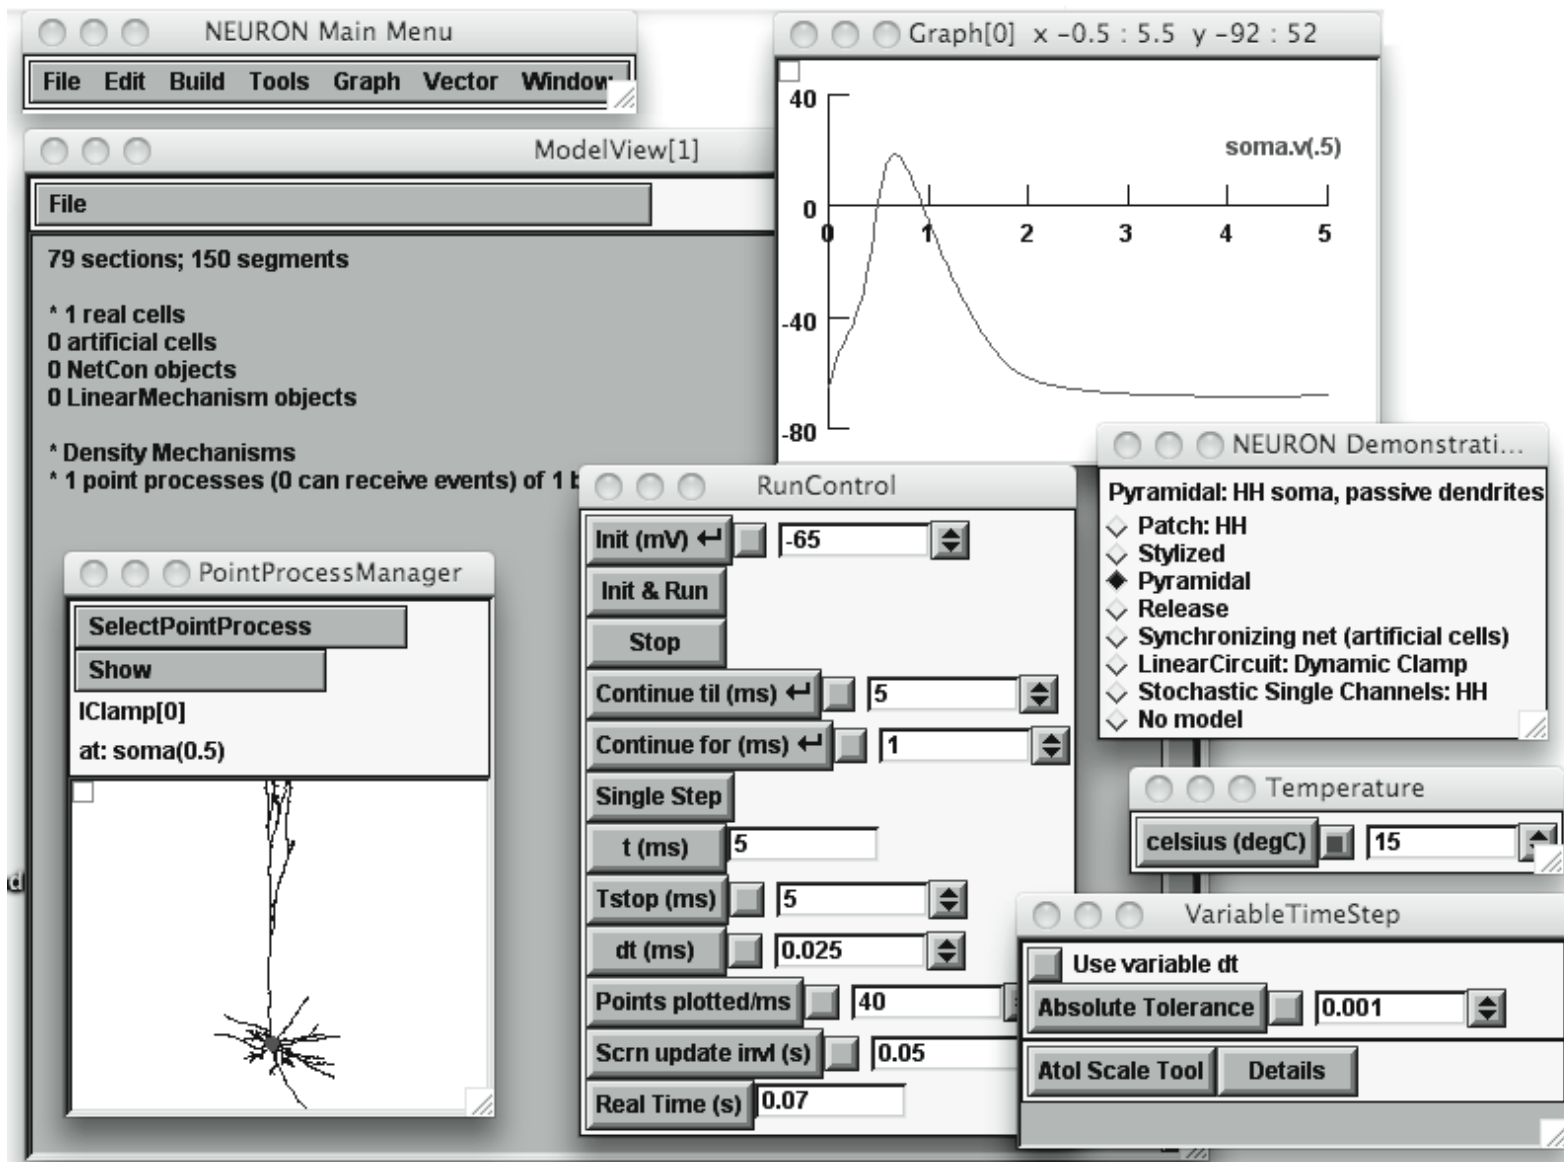 NEURON Main Menu
File Edit Build Tools Graph Vector Window
ModelView[1]
File
79 sections; 150 segments
* 1 real cells
0 artificial cells
0 NetCon objects
0 LinearMechanism objects
* Density Mechanisms
* 1 point processes (0 can receive events) of 1 b
Graph[0] x -0.5 : 5.5 y -92 : 52
40
soma.v(.5)
0
0 1 2 3 4 5
-40
-80
PointProcessManager
SelectPointProcess
Show
IClamp[0]
at: soma(0.5)
RunControl
Init (mV) -65
Init & Run
Stop
Continue til (ms) 5
Continue for (ms) 1
Single Step
t (ms) 5
Tstop (ms) 5
dt (ms) 0.025
Points plotted/ms 40
Scrn update invl (s) 0.05
Real Time (s) 0.07
NEURON Demonstrati...
Pyramidal: HH soma, passive dendrites
Patch: HH
Stylized
Pyramidal
Release
Synchronizing net (artificial cells)
LinearCircuit: Dynamic Clamp
Stochastic Single Channels: HH
No model
Temperature
celsius (degC) 15
VariableTimeStep
Use variable dt
Absolute Tolerance 0.001
Atol Scale Tool Details
d